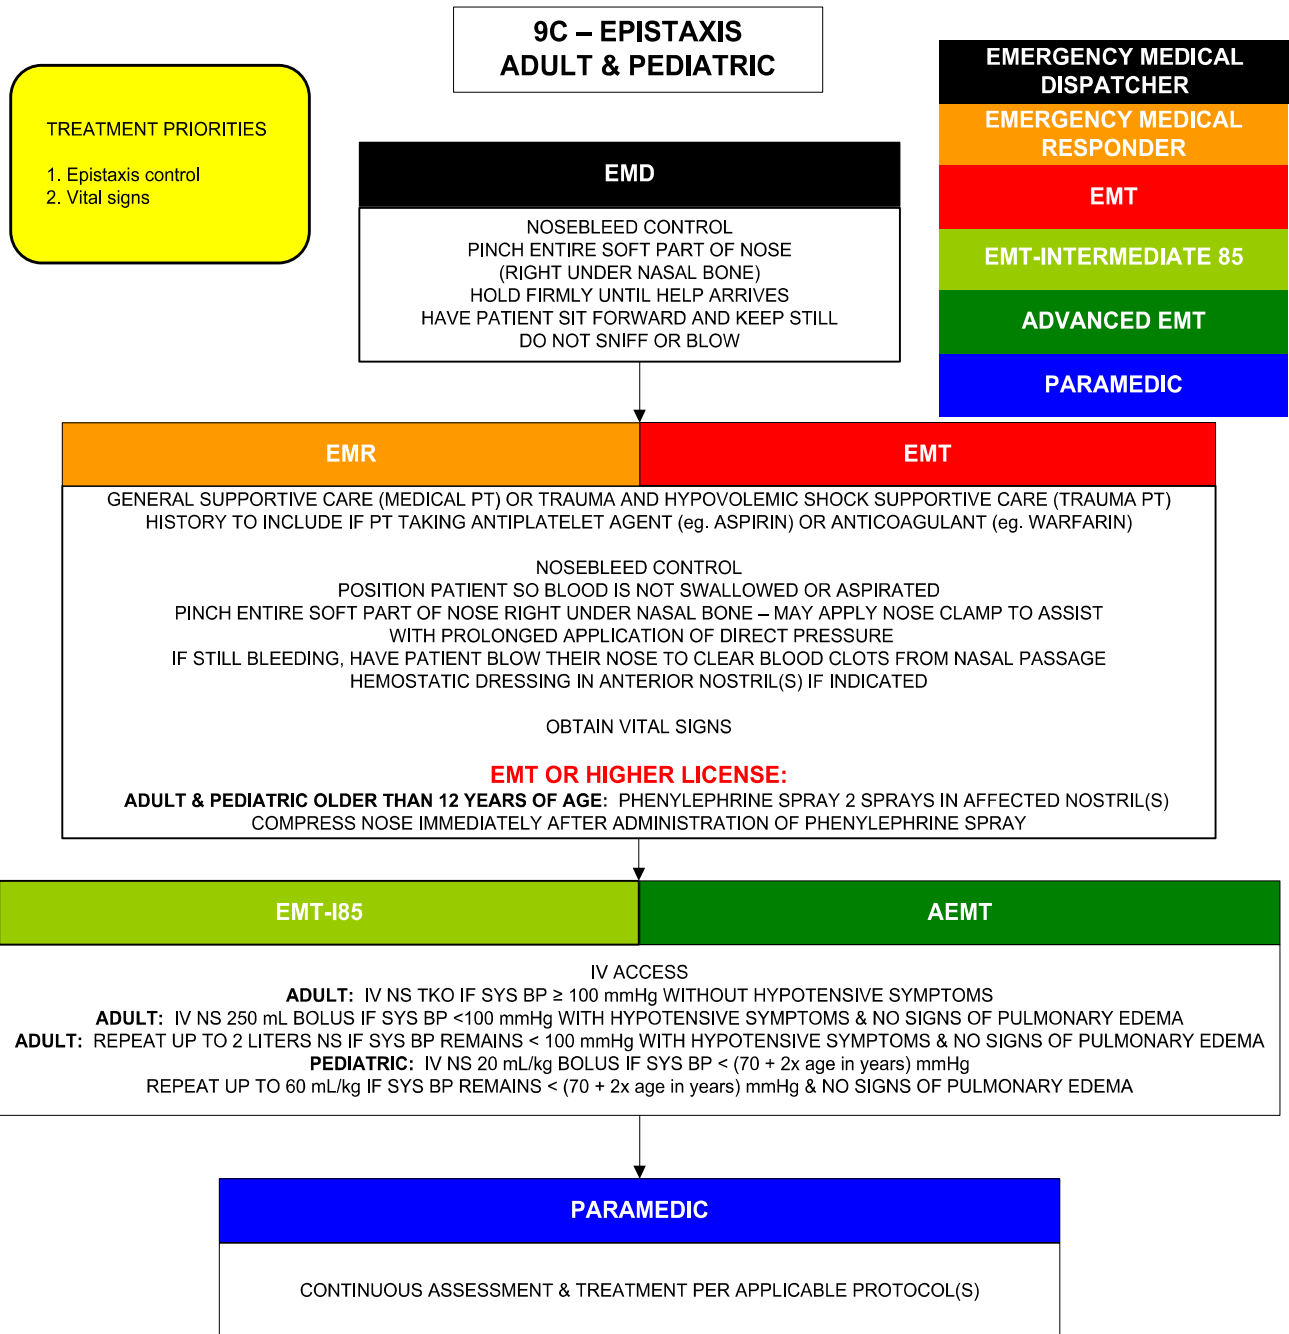 9C – EPISTAXIS
ADULT & PEDIATRIC
TREATMENT PRIORITIES
1. Epistaxis control
2. Vital signs
EMERGENCY MEDICAL
DISPATCHER
EMERGENCY MEDICAL
RESPONDER
EMT
EMT-INTERMEDIATE 85
ADVANCED EMT
PARAMEDIC
EMD
NOSEBLEED CONTROL
PINCH ENTIRE SOFT PART OF NOSE
(RIGHT UNDER NASAL BONE)
HOLD FIRMLY UNTIL HELP ARRIVES
HAVE PATIENT SIT FORWARD AND KEEP STILL
DO NOT SNIFF OR BLOW
EMR
EMT
GENERAL SUPPORTIVE CARE (MEDICAL PT) OR TRAUMA AND HYPOVOLEMIC SHOCK SUPPORTIVE CARE (TRAUMA PT)
HISTORY TO INCLUDE IF PT TAKING ANTIPLATELET AGENT (eg. ASPIRIN) OR ANTICOAGULANT (eg. WARFARIN)
NOSEBLEED CONTROL
POSITION PATIENT SO BLOOD IS NOT SWALLOWED OR ASPIRATED
PINCH ENTIRE SOFT PART OF NOSE RIGHT UNDER NASAL BONE – MAY APPLY NOSE CLAMP TO ASSIST
WITH PROLONGED APPLICATION OF DIRECT PRESSURE
IF STILL BLEEDING, HAVE PATIENT BLOW THEIR NOSE TO CLEAR BLOOD CLOTS FROM NASAL PASSAGE
HEMOSTATIC DRESSING IN ANTERIOR NOSTRIL(S) IF INDICATED
OBTAIN VITAL SIGNS
EMT OR HIGHER LICENSE:
ADULT & PEDIATRIC OLDER THAN 12 YEARS OF AGE: PHENYLEPHRINE SPRAY 2 SPRAYS IN AFFECTED NOSTRIL(S)
COMPRESS NOSE IMMEDIATELY AFTER ADMINISTRATION OF PHENYLEPHRINE SPRAY
EMT-I85
AEMT
IV ACCESS
ADULT: IV NS TKO IF SYS BP ≥ 100 mmHg WITHOUT HYPOTENSIVE SYMPTOMS
ADULT: IV NS 250 mL BOLUS IF SYS BP <100 mmHg WITH HYPOTENSIVE SYMPTOMS & NO SIGNS OF PULMONARY EDEMA
ADULT: REPEAT UP TO 2 LITERS NS IF SYS BP REMAINS < 100 mmHg WITH HYPOTENSIVE SYMPTOMS & NO SIGNS OF PULMONARY EDEMA
PEDIATRIC: IV NS 20 mL/kg BOLUS IF SYS BP < (70 + 2x age in years) mmHg
REPEAT UP TO 60 mL/kg IF SYS BP REMAINS < (70 + 2x age in years) mmHg & NO SIGNS OF PULMONARY EDEMA
PARAMEDIC
CONTINUOUS ASSESSMENT & TREATMENT PER APPLICABLE PROTOCOL(S)